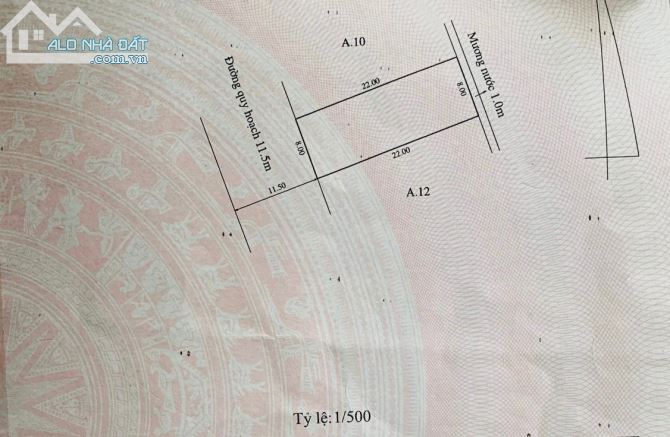 ALO NHÀ ĐẤT
.com.vn
A.10
Mương nước 1.0m
Đường quy hoạch 11.5m
22.00
8.00
8.00
22.00
11.50
A.12
Tỷ lệ:1/500